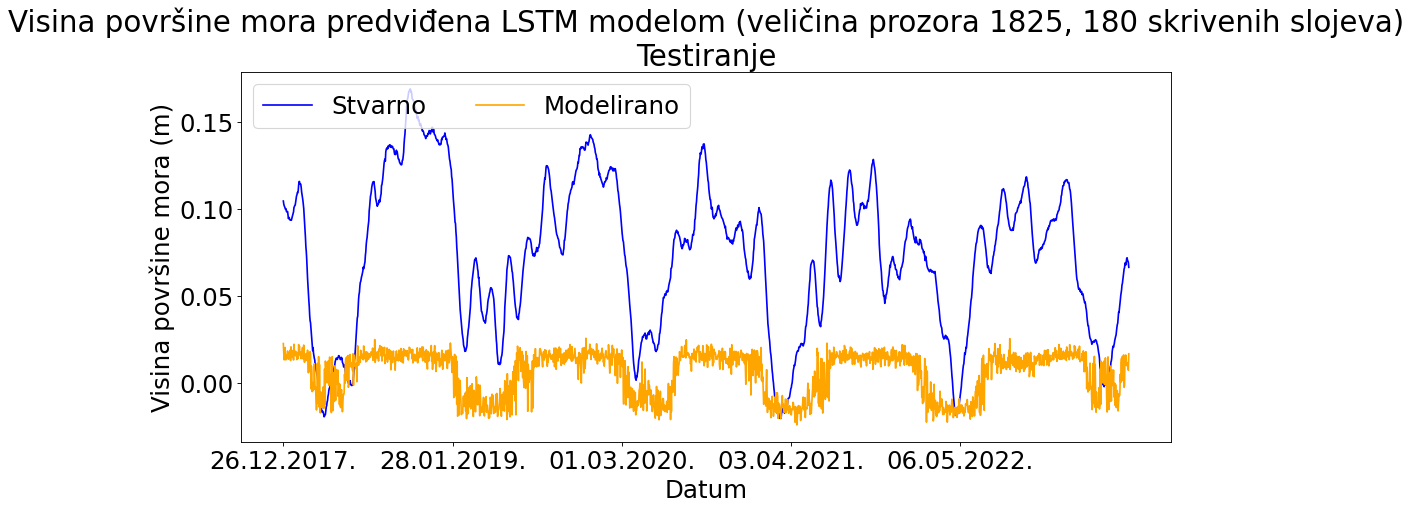 Visina površine mora predviđena LSTM modelom (veličina prozora 1825, 180 skrivenih slojeva)
Testiranje
Stvarno Modelirano
Visina površine mora (m)
0.15
0.10
0.05
0.00
26.12.2017. 28.01.2019. 01.03.2020. 03.04.2021. 06.05.2022.
Datum